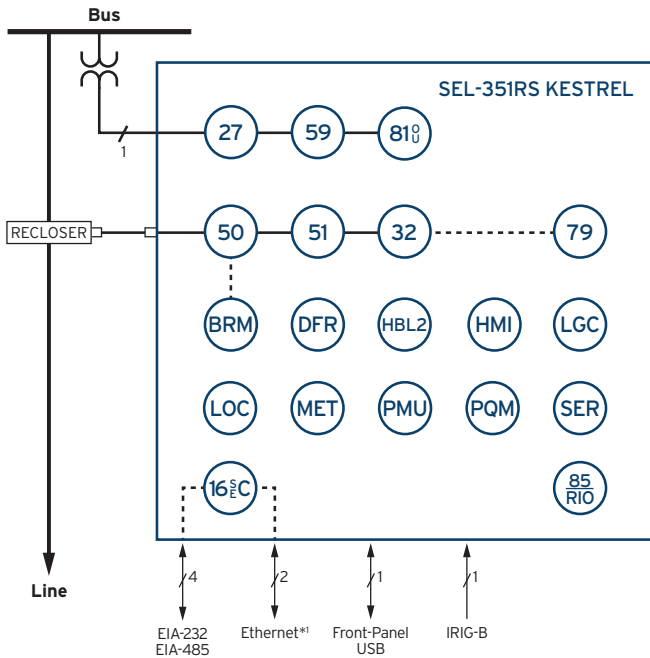 Bus
SEL-351RS KESTREL
27
59
81 O U
1
RECLOSER
50
51
32
79
BRM
DFR
HBL2
HMI
LGC
LOC
MET
PMU
PQM
SER
16 S E C
85
RIO
4
2
1
1
Line
EIA-232
EIA-485
Ethernet*1
Front-Panel
USB
IRIG-B